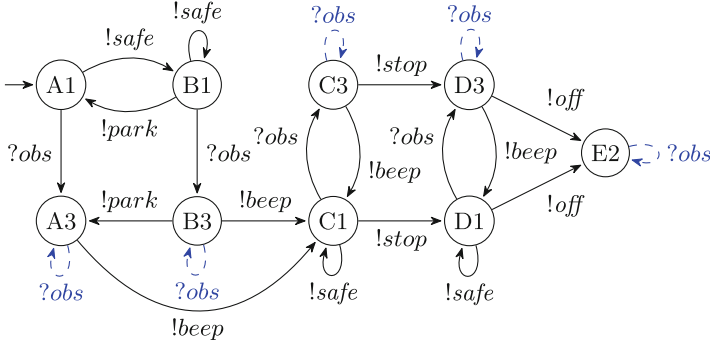 !safe
?obs
?obs
!safe
!stop
A1
B1
C3
D3
!off
!park
?obs
?obs
?obs
?obs
!beep
!beep
E2
?obs
!park
!beep
!off
A3
B3
C1
D1
!stop
?obs
?obs
!safe
!safe
!beep